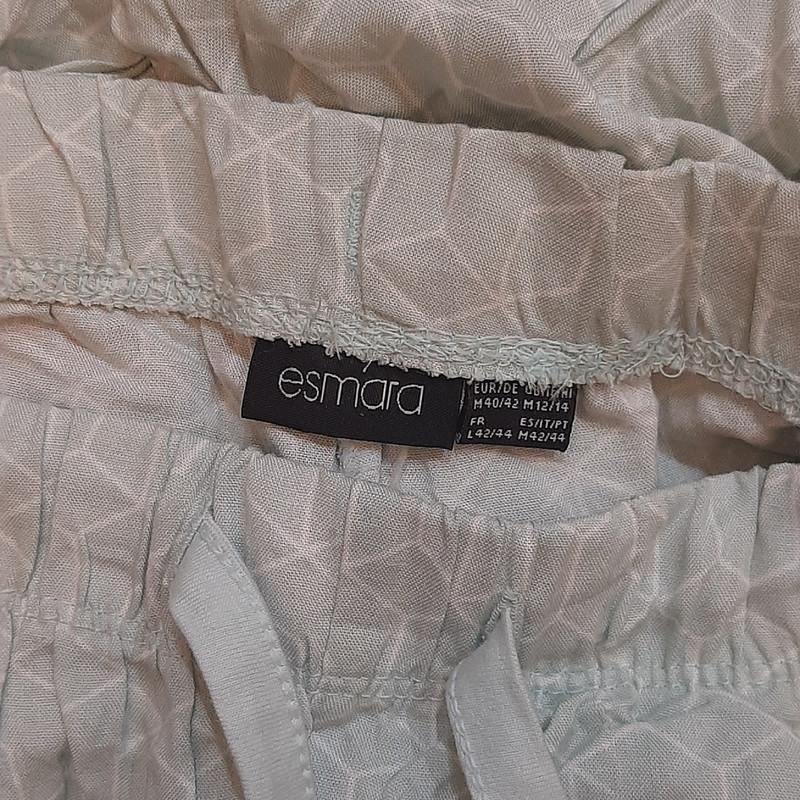 esmara
EUR/DE
M40/42 M12/14
FR ES/IT/PT
L42/44 M42/44